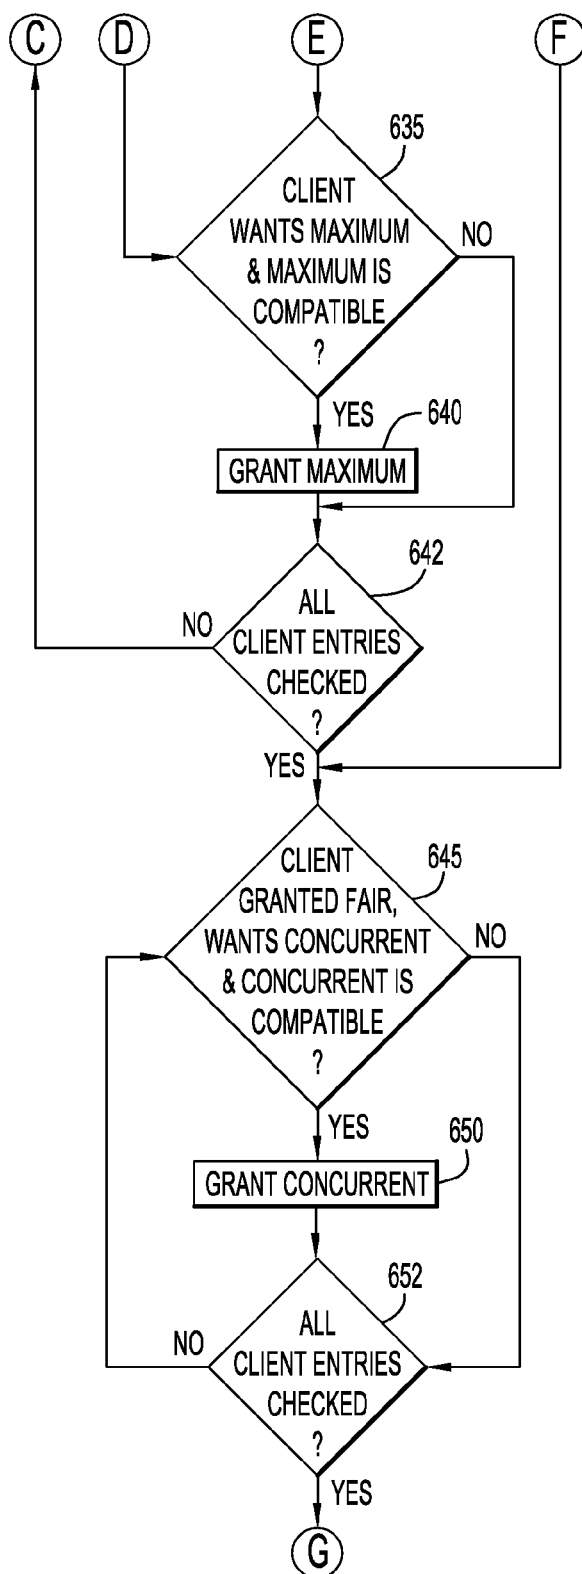 C
D
E
F
635
CLIENT
WANTS MAXIMUM
& MAXIMUM IS
COMPATIBLE
?
NO
YES
640
GRANT MAXIMUM
642
ALL
CLIENT ENTRIES
CHECKED
?
NO
YES
645
CLIENT
GRANTED FAIR,
WANTS CONCURRENT
& CONCURRENT IS
COMPATIBLE
?
NO
YES
650
GRANT CONCURRENT
652
ALL
CLIENT ENTRIES
CHECKED
?
NO
YES
G